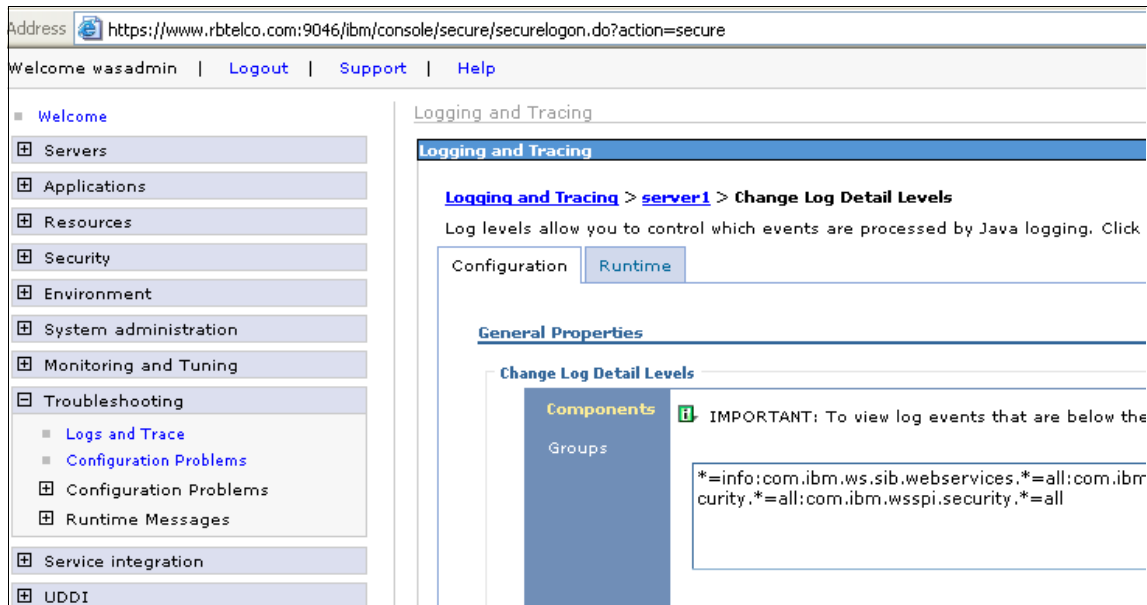 Address https://www.rbtelco.com:9046/ibm/console/secure/securelogon.do?action=secure
Welcome wasadmin | Logout | Support | Help
Welcome
Servers
Applications
Resources
Security
Environment
System administration
Monitoring and Tuning
Troubleshooting
Logs and Trace
Configuration Problems
Configuration Problems
Runtime Messages
Service integration
UDDI
Logging and Tracing
Logging and Tracing
Logging and Tracing > server1 > Change Log Detail Levels
Log levels allow you to control which events are processed by Java logging. Click
Configuration Runtime
General Properties
Change Log Detail Levels
Components
Groups
IMPORTANT: To view log events that are below the
*=info:com.ibm.ws.sib.webservices.*=all:com.ibm
curity.*=all:com.ibm.wsspi.security.*=all